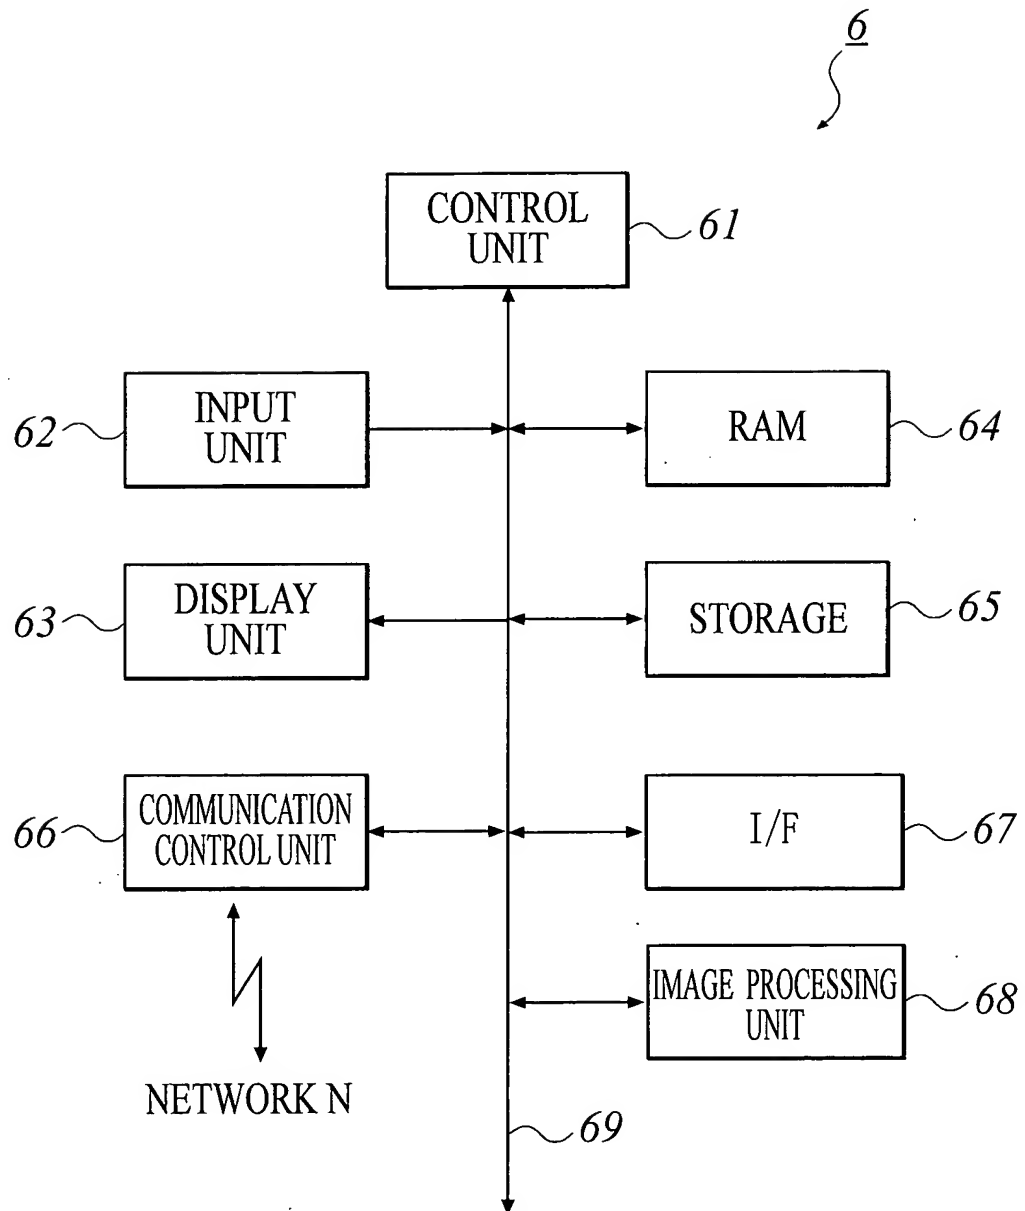 6
CONTROL
UNIT
61
INPUT
UNIT
62
RAM
64
DISPLAY
UNIT
63
STORAGE
65
COMMUNICATION
CONTROL UNIT
66
I/F
67
IMAGE PROCESSING
UNIT
68
NETWORK N
69